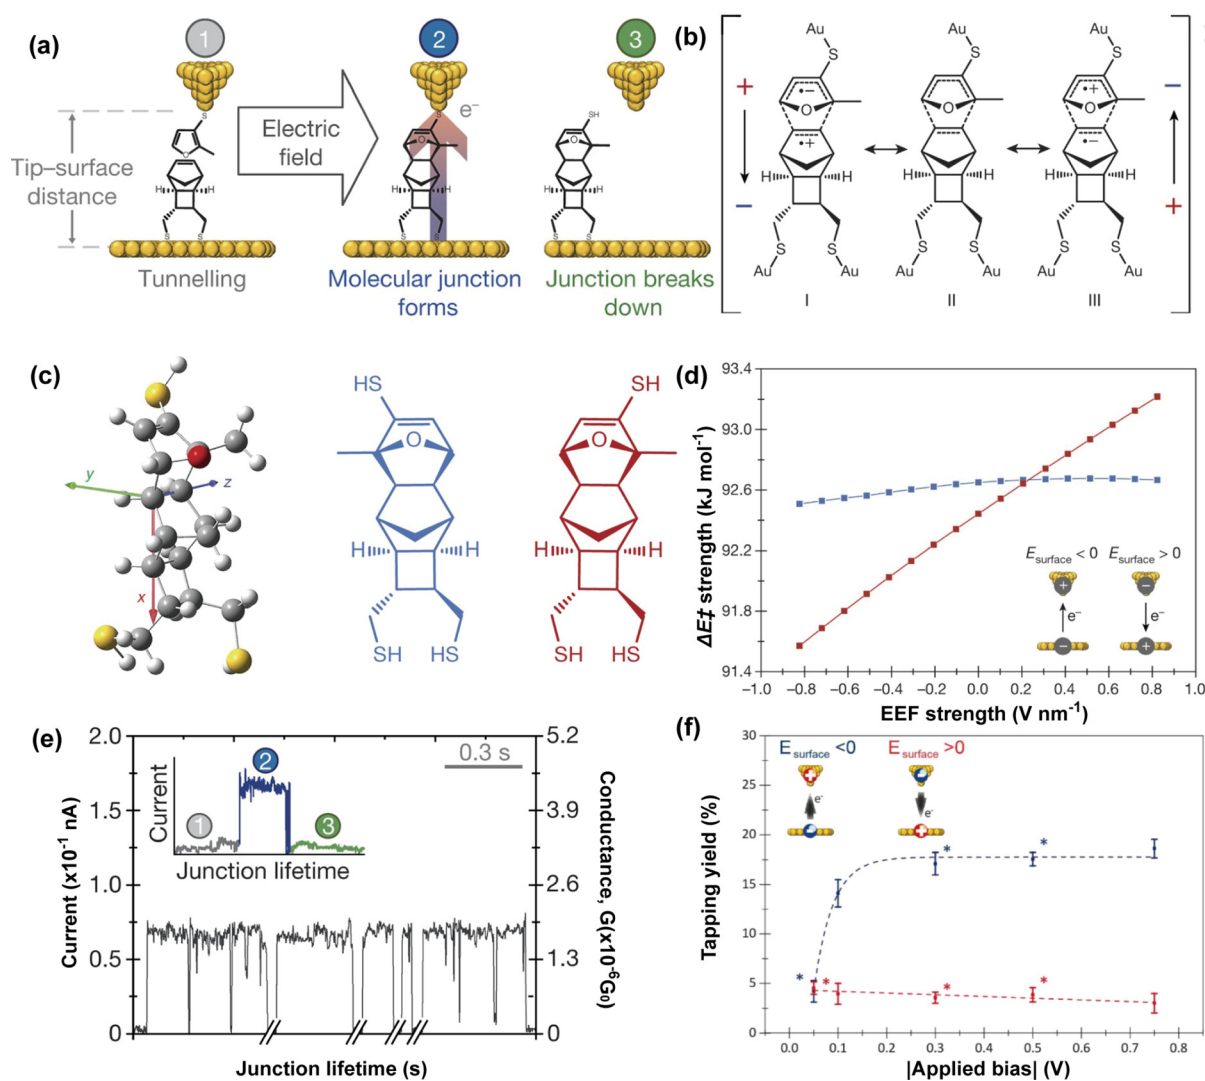 (a)
1
2
3
Tip–surface
distance
Electric
field
e⁻
S
O
H H
S S
S
O
H H
S S
SH
O
H H
S S
Tunnelling
Molecular junction
forms
Junction breaks
down
(b)
+
−
−
+
Au Au Au
S S S
•− •+
O O O
•+ •−
H H H H H H
S S S S S S
Au Au Au Au Au Au
I II III
(c)
y
z
x
HS
O
H H
SH HS
SH
O
H H
SH HS
(d)
ΔE‡ strength (kJ mol⁻¹)
93.4
93.0
92.6
92.2
91.8
91.4
E surface < 0 E surface > 0
+ −
e⁻ e⁻
− +
−1.0 −0.8 −0.6 −0.4 −0.2 0.0 0.2 0.4 0.6 0.8 1.0
EEF strength (V nm⁻¹)
(e)
Current (x10⁻¹ nA)
2.0
1.5
1.0
0.5
0
Current
1
2
3
Junction lifetime
0.3 s
5.2
3.9
2.6
1.3
0
Conductance, G(x10⁻⁶G₀)
Junction lifetime (s)
(f)
Tapping yield (%)
30
25
20
15
10
5
0
E surface <0 E surface >0
+ −
e⁻ e⁻
− +
* * *
* * *
0.0 0.1 0.2 0.3 0.4 0.5 0.6 0.7 0.8
|Applied bias| (V)